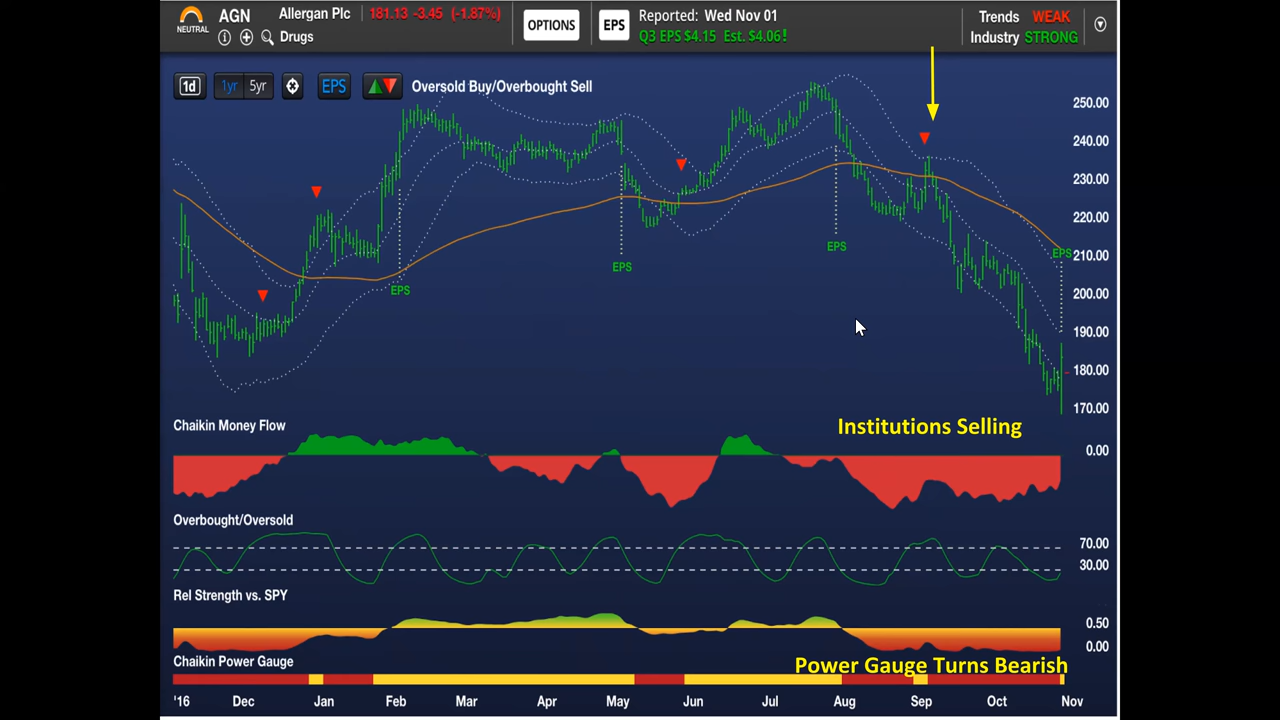 AGN
Allergan Plc
181.13 -3.45 (-1.87%)
NEUTRAL
Drugs
OPTIONS
EPS
Reported: Wed Nov 01
Q3 EPS $4.15 Est. $4.06!
Trends WEAK
Industry STRONG
1d
1yr 5yr
EPS
Oversold Buy/Overbought Sell
250.00
240.00
230.00
220.00
210.00
200.00
190.00
180.00
170.00
EPS
EPS
EPS
EPS
Chaikin Money Flow
Institutions Selling
0.00
Overbought/Oversold
70.00
30.00
Rel Strength vs. SPY
0.50
0.00
Chaikin Power Gauge
Power Gauge Turns Bearish
'16 Dec Jan Feb Mar Apr May Jun Jul Aug Sep Oct Nov